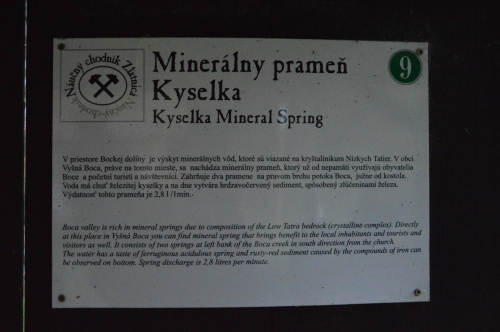 Náučný chodník Zlatnica
Minerálny prameň
Kyselka
Kyselka Mineral Spring
9
V priestore Bockej doliny je výskyt minerálnych vôd, ktoré sú viazané na kryštalinikum Nízkych Tatier. V obci
Vyšná Boca, práve na tomto mieste, sa nachádza minerálny prameň, ktorý už od nepamäti využívajú obyvatelia
Boce a početní turisti a návštevníci. Zahrňuje dva pramene na pravom brehu potoka Boca, južne od kostola.
Voda má chuť železitej kyselky a na dne vytvára hrdzavočervený sediment, spôsobený zlúčeninami železa.
Výdatnosť tohto prameňa je 2,8 l /1min.-
Boca valley is rich in mineral springs due to composition of the Low Tatra bedrock (crystalline complex). Directly
at this place in Vyšná Boca you can find mineral spring that brings benefit to the local inhabitants and tourists and
visitors as well. It consists of two springs at left bank of the Boca creek in south direction from the church.
The water has a taste of ferruginous acidulous spring and rusty-red sediment caused by the compounds of iron can
be observed on bottom. Spring discharge is 2,8 litres per minute.